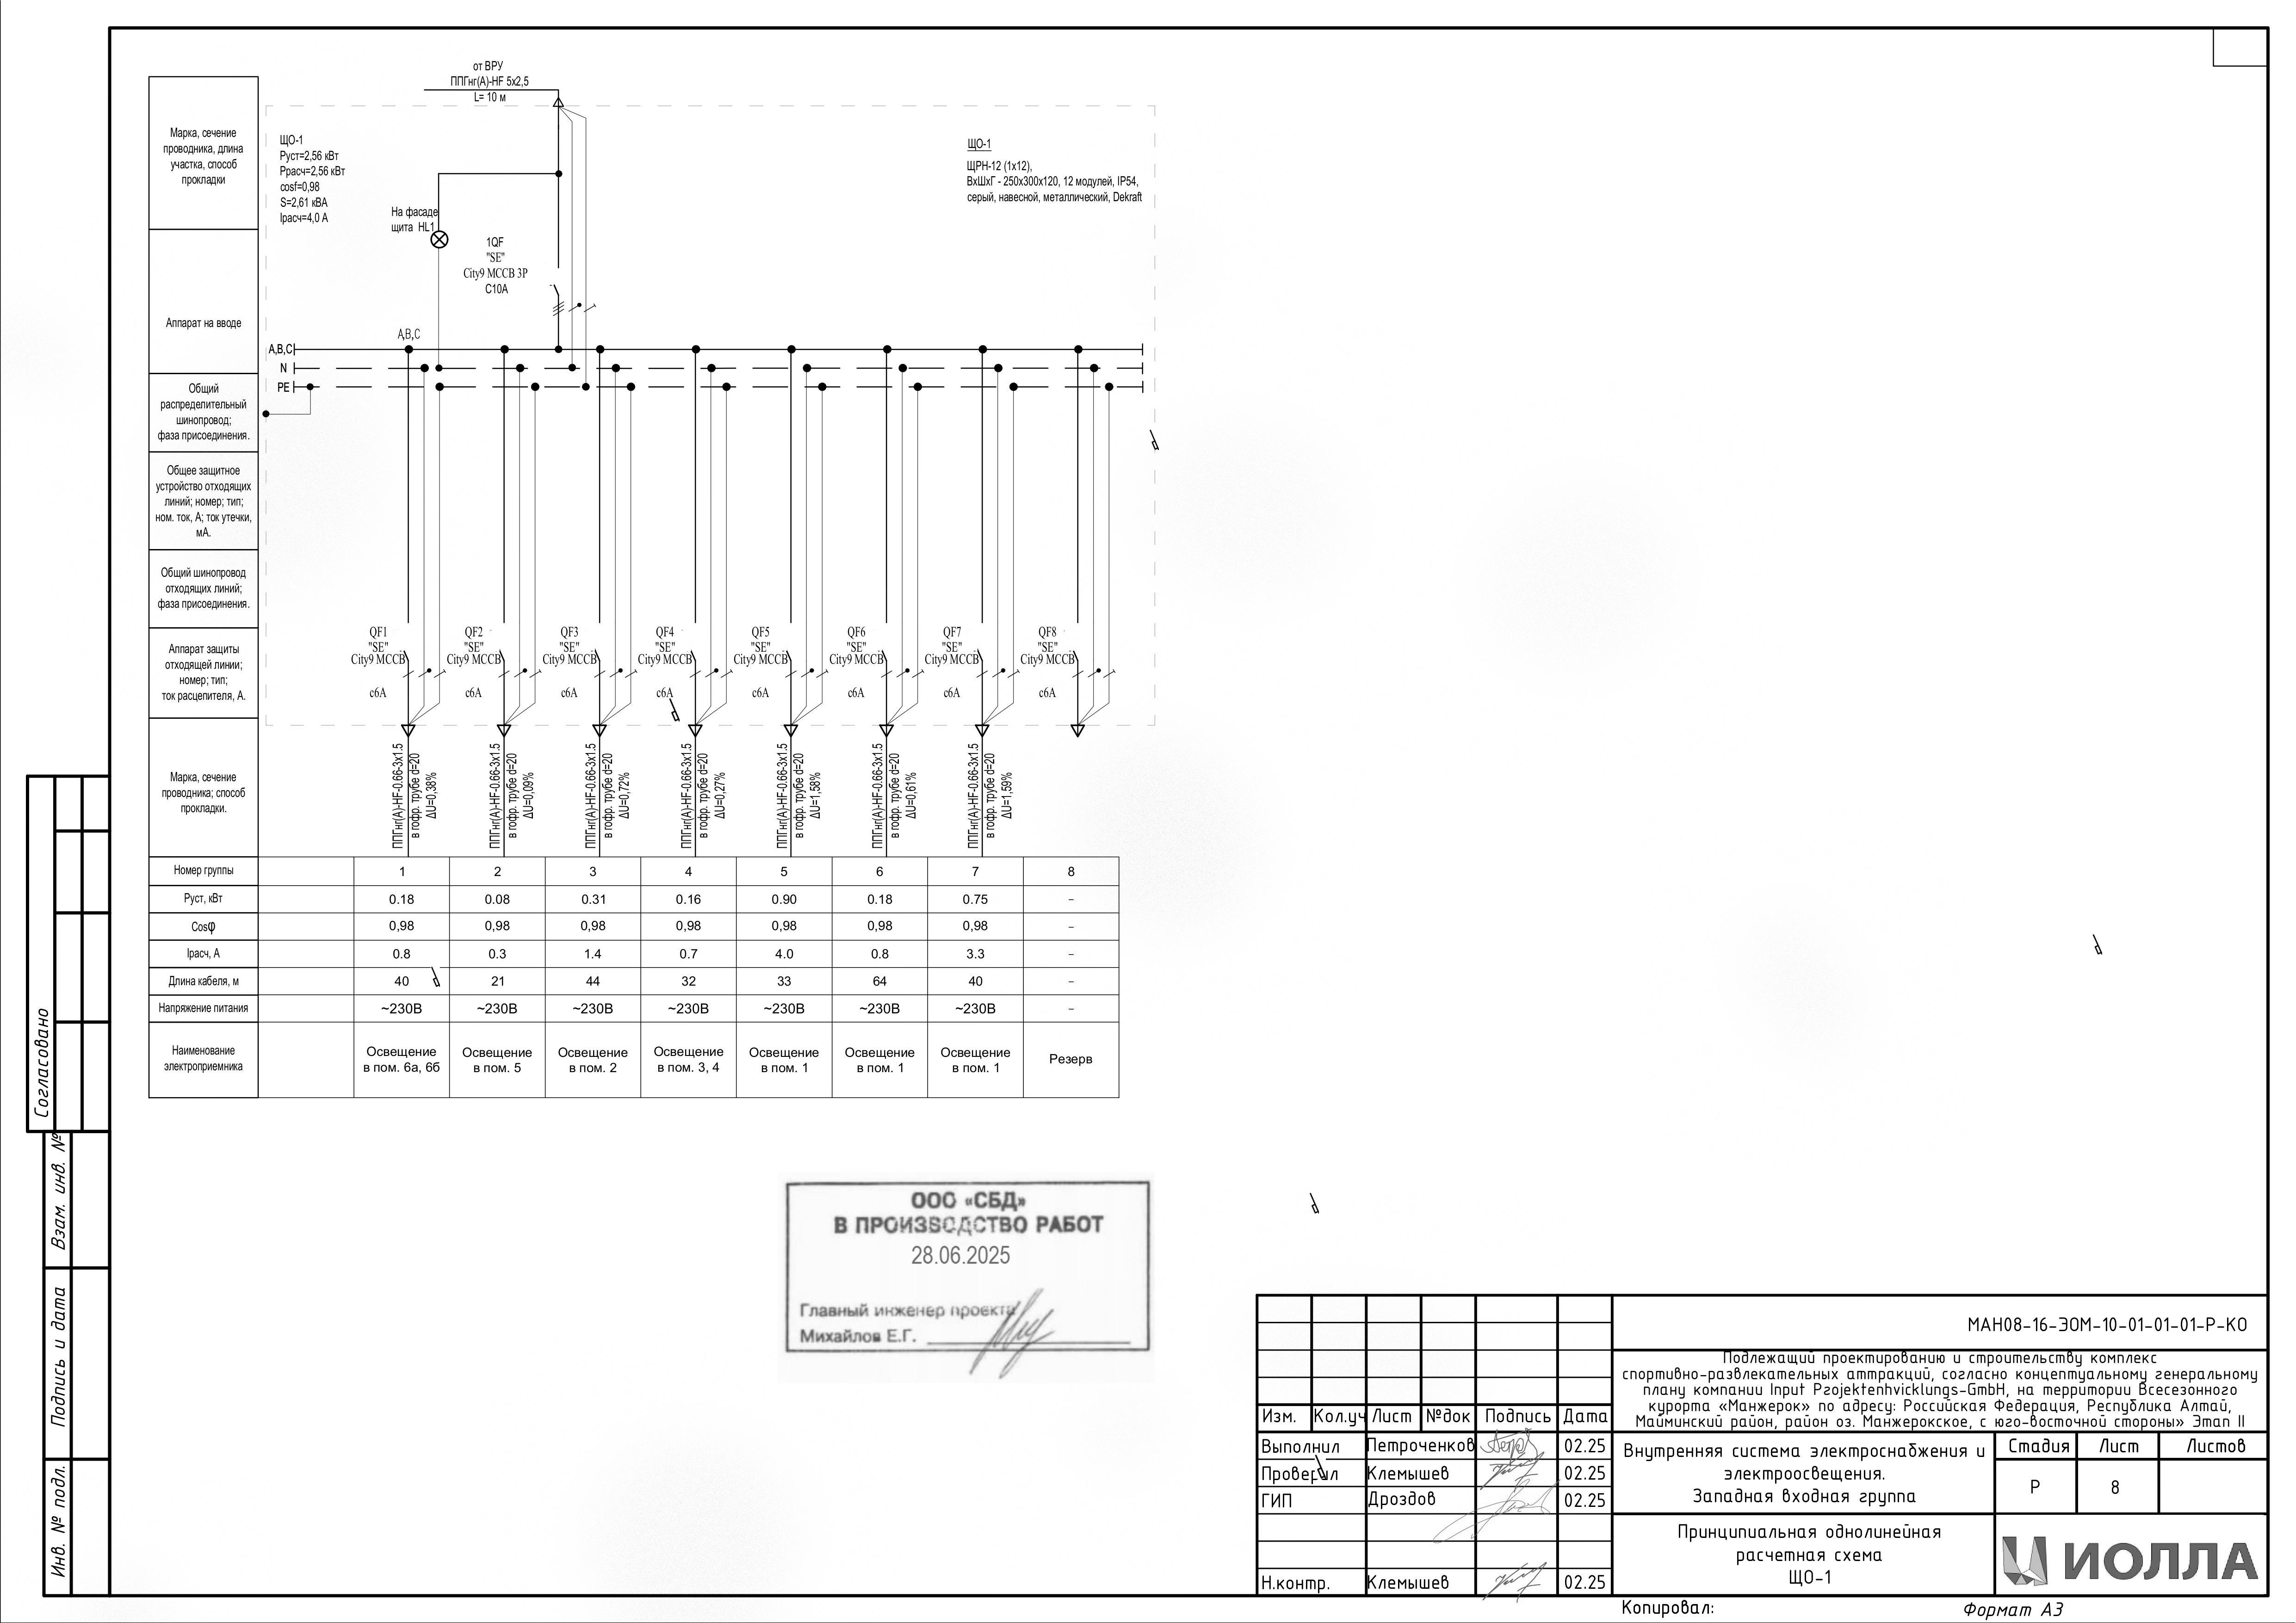 от ВРУ
ППГнг(А)-HF 5х2,5
L= 10 м
Марка, сечение
проводника, длина
участка, способ
прокладки
ЩО-1
Руст=2,56 кВт
Ррасч=2,56 кВт
cosf=0,98
S=2,61 кВА
Iрасч=4,0 А
ЩО-1
ЩРН-12 (1х12),
ВхШхГ - 250х300х120, 12 модулей, IP54,
серый, навесной, металлический, Dekraft
На фасаде
щита HL1
1QF
"SE"
City9 MCCB 3P
C10A
Аппарат на вводе
А,В,С
А,В,С
N
PE
Общий
распределительный
шинопровод;
фаза присоединения.
Общее защитное
устройство отходящих
линий; номер; тип;
ном. ток, А; ток утечки,
мА.
Общий шинопровод
отходящих линий;
фаза присоединения.
Аппарат защиты
отходящей линии;
номер; тип;
ток расцепителя, А.
QF1 QF2 QF3 QF4 QF5 QF6 QF7 QF8
"SE" "SE" "SE" "SE" "SE" "SE" "SE" "SE"
City9 MCCB City9 MCCB City9 MCCB City9 MCCB City9 MCCB City9 MCCB City9 MCCB City9 MCCB
c6A c6A c6A c6A c6A c6A c6A c6A
Марка, сечение
проводника; способ
прокладки.
ППГнг(А)-HF-0.66-3х1.5
в гофр. трубе d=20
ΔU=0,38%
ППГнг(А)-HF-0.66-3х1.5
в гофр. трубе d=20
ΔU=0,09%
ППГнг(А)-HF-0.66-3х1.5
в гофр. трубе d=20
ΔU=0,72%
ППГнг(А)-HF-0.66-3х1.5
в гофр. трубе d=20
ΔU=0,27%
ППГнг(А)-HF-0.66-3х1.5
в гофр. трубе d=20
ΔU=1,58%
ППГнг(А)-HF-0.66-3х1.5
в гофр. трубе d=20
ΔU=0,61%
ППГнг(А)-HF-0.66-3х1.5
в гофр. трубе d=20
ΔU=1,59%
Номер группы 1 2 3 4 5 6 7 8
Руст, кВт 0.18 0.08 0.31 0.16 0.90 0.18 0.75 –
Cosφ 0,98 0,98 0,98 0,98 0,98 0,98 0,98 –
Iрасч, А 0.8 0.3 1.4 0.7 4.0 0.8 3.3 –
Длина кабеля, м 40 21 44 32 33 64 40 –
Напряжение питания ~230В ~230В ~230В ~230В ~230В ~230В ~230В –
Наименование
электроприемника
Освещение
в пом. 6а, 6б
Освещение
в пом. 5
Освещение
в пом. 2
Освещение
в пом. 3, 4
Освещение
в пом. 1
Освещение
в пом. 1
Освещение
в пом. 1
Резерв
ООО «СБД»
В ПРОИЗВОДСТВО РАБОТ
28.06.2025
Главный инженер проекта
Михайлов Е.Г.
Согласовано
Взам. инв. №
Подпись и дата
Инв. № подл.
МАН08-16-ЭОМ-10-01-01-01-Р-КО
Подлежащий проектированию и строительству комплекс
спортивно-развлекательных аттракций, согласно концептуальному генеральному
плану компании Input Projektenhvicklungs-GmbH, на территории Всесезонного
курорта «Манжерок» по адресу: Российская Федерация, Республика Алтай,
Майминский район, район оз. Манжерокское, с юго-восточной стороны» Этап II
Изм. Кол.уч Лист №док Подпись Дата
Выполнил Петроченков 02.25
Проверил Клемышев 02.25
ГИП Дроздов 02.25
Н.контр. Клемышев 02.25
Внутренняя система электроснабжения и
электроосвещения.
Западная входная группа
Стадия Лист Листов
Р 8
Принципиальная однолинейная
расчетная схема
ЩО-1
ИОЛЛА
Копировал:
Формат А3